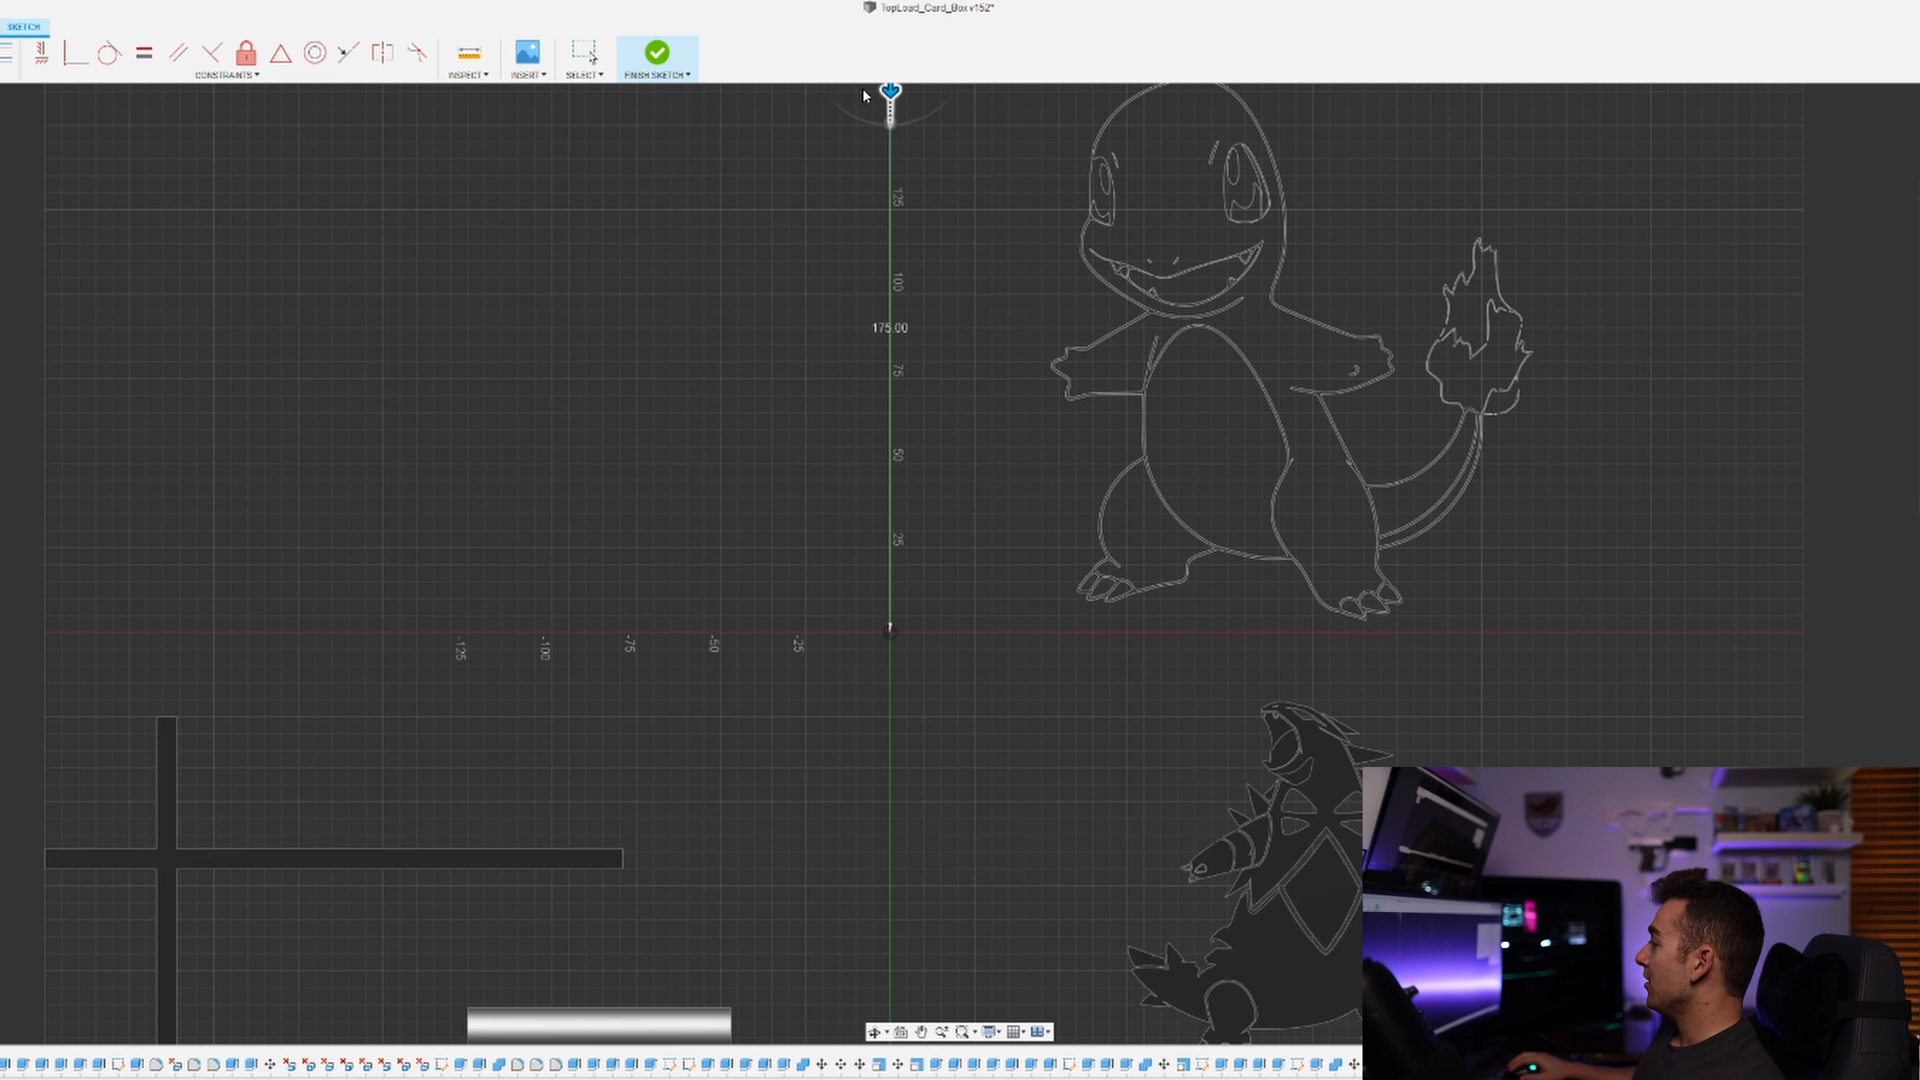 TopLoad_Card_Box v152*
SKETCH
CONSTRAINTS
INSPECT
INSERT
SELECT
FINISH SKETCH
125
100
175.00
75
50
25
-125
-100
-75
-50
-25